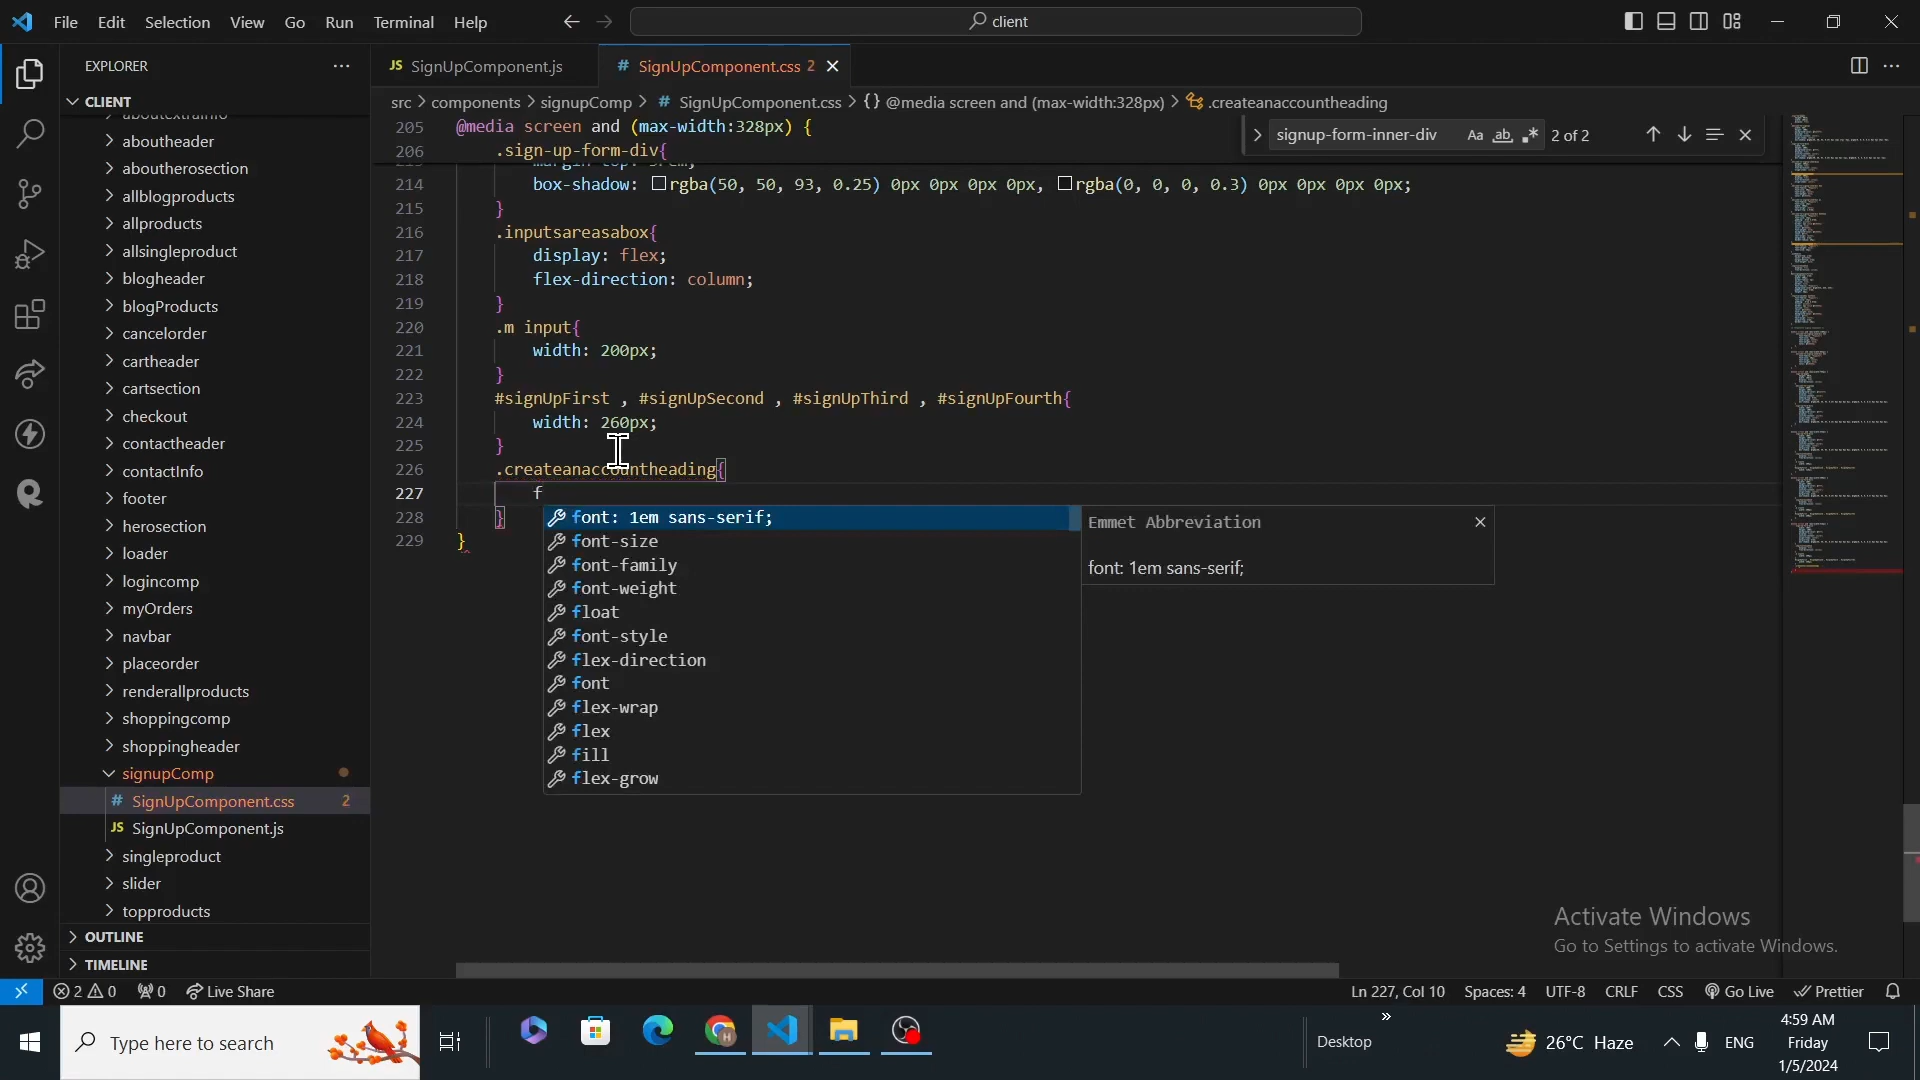 File Edit Selection View Go Run Terminal Help
client
EXPLORER
JS SignUpComponent.js
# SignUpComponent.css 2
CLIENT
src > components > signupComp > # SignUpComponent.css > {} @media screen and (max-width:328px) > .createanaccountheading
signup-form-inner-div Aa ab 2 of 2
aboutheader
aboutherosection
allblogproducts
allproducts
allsingleproduct
blogheader
blogProducts
cancelorder
cartheader
cartsection
checkout
contactheader
contactInfo
footer
herosection
loader
logincomp
myOrders
navbar
placeorder
renderallproducts
shoppingcomp
shoppingheader
signupComp
# SignUpComponent.css 2
JS SignUpComponent.js
singleproduct
slider
topproducts
OUTLINE
TIMELINE
205 @media screen and (max-width:328px) {
206 .sign-up-form-div{
214 box-shadow: rgba(50, 50, 93, 0.25) 0px 0px 0px 0px, rgba(0, 0, 0, 0.3) 0px 0px 0px 0px;
215 }
216 .inputsareasabox{
217 display: flex;
218 flex-direction: column;
219 }
220 .m input{
221 width: 200px;
222 }
223 #signUpFirst , #signUpSecond , #signUpThird , #signUpFourth{
224 width: 260px;
225 }
226 .createanaccountheading{
227 f
228 }
229 }
font: 1em sans-serif;
font-size
font-family
font-weight
float
font-style
flex-direction
font
flex-wrap
flex
fill
flex-grow
Emmet Abbreviation
font: 1em sans-serif;
Activate Windows
Go to Settings to activate Windows.
2 0 0 Live Share
Ln 227, Col 10 Spaces: 4 UTF-8 CRLF CSS Go Live Prettier
Type here to search
Desktop
26°C Haze
ENG
4:59 AM
Friday
1/5/2024